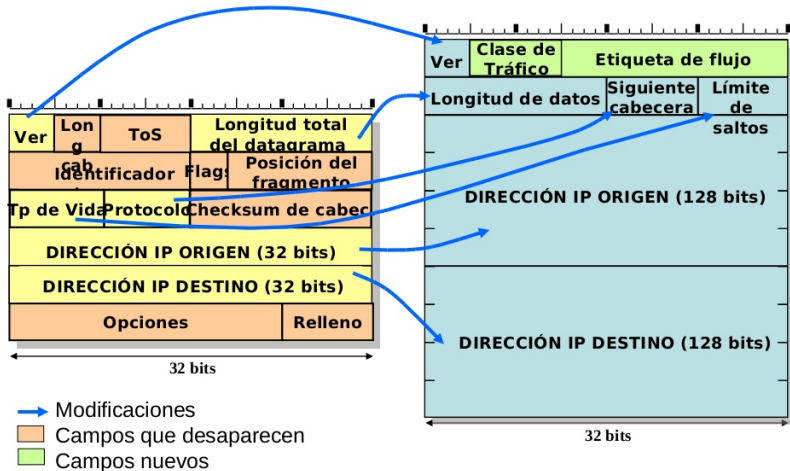 Ver
Lon
g
cab.
ToS
Longitud total
del datagrama
Identificador
Flags
Posición del
fragmento
Tp de Vida
Protocolo
Checksum de cabec
DIRECCIÓN IP ORIGEN (32 bits)
DIRECCIÓN IP DESTINO (32 bits)
Opciones
Relleno
32 bits
Modificaciones
Campos que desaparecen
Campos nuevos
Ver
Clase de
Tráfico
Etiqueta de flujo
Longitud de datos
Siguiente
cabecera
Límite
de
saltos
DIRECCIÓN IP ORIGEN (128 bits)
DIRECCIÓN IP DESTINO (128 bits)
32 bits